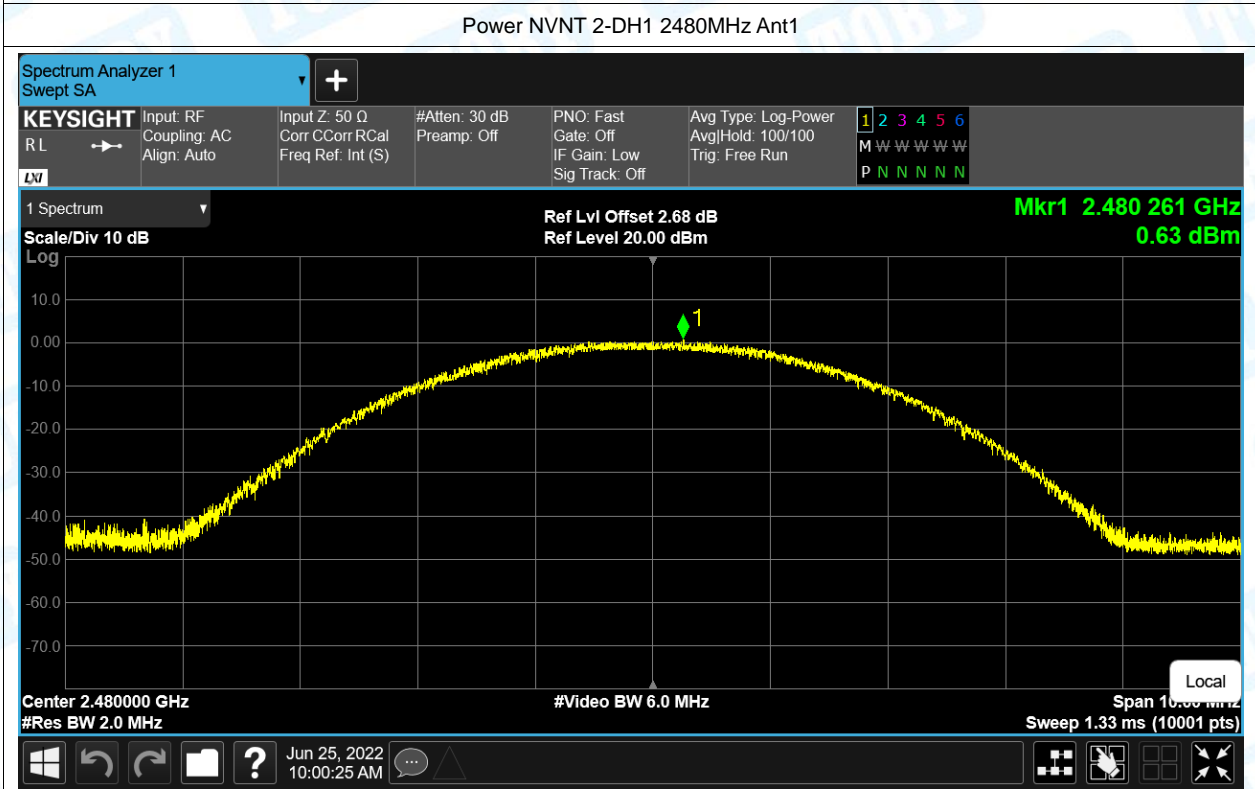 Power NVNT 2-DH1 2480MHz Ant1
Spectrum Analyzer 1
Swept SA
KEYSIGHT
R L
LXI
Input: RF
Coupling: AC
Align: Auto
Input Z: 50 Ω
Corr CCorr RCal
Freq Ref: Int (S)
#Atten: 30 dB
Preamp: Off
PNO: Fast
Gate: Off
IF Gain: Low
Sig Track: Off
Avg Type: Log-Power
Avg|Hold: 100/100
Trig: Free Run
1 2 3 4 5 6
M W W W W W
P N N N N N
1 Spectrum
Scale/Div 10 dB
Log
Ref Lvl Offset 2.68 dB
Ref Level 20.00 dBm
Mkr1 2.480 261 GHz
0.63 dBm
1
10.0
0.00
-10.0
-20.0
-30.0
-40.0
-50.0
-60.0
-70.0
Center 2.480000 GHz
#Res BW 2.0 MHz
#Video BW 6.0 MHz
Span 10.00 MHz
Sweep 1.33 ms (10001 pts)
Local
?
Jun 25, 2022
10:00:25 AM